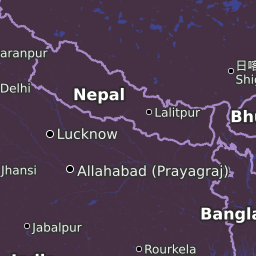 aranpur
日喀
Shig
Delhi
Nepal
Lalitpur
Bhu
Lucknow
Jhansi
Allahabad (Prayagraj)
Bangla
Jabalpur
Rourkela